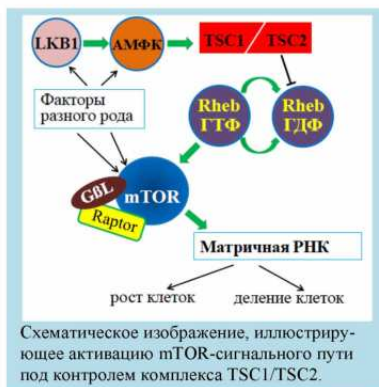 LKB1
АМФК
TSC1
TSC2
Факторы
разного рода
Rheb
ГТФ
Rheb
ГДФ
GβL
mTOR
Raptor
Матричная РНК
рост клеток
деление клеток
Схематическое изображение, иллюстриру-
ющее активацию mTOR-сигнального пути
под контролем комплекса TSC1/TSC2.